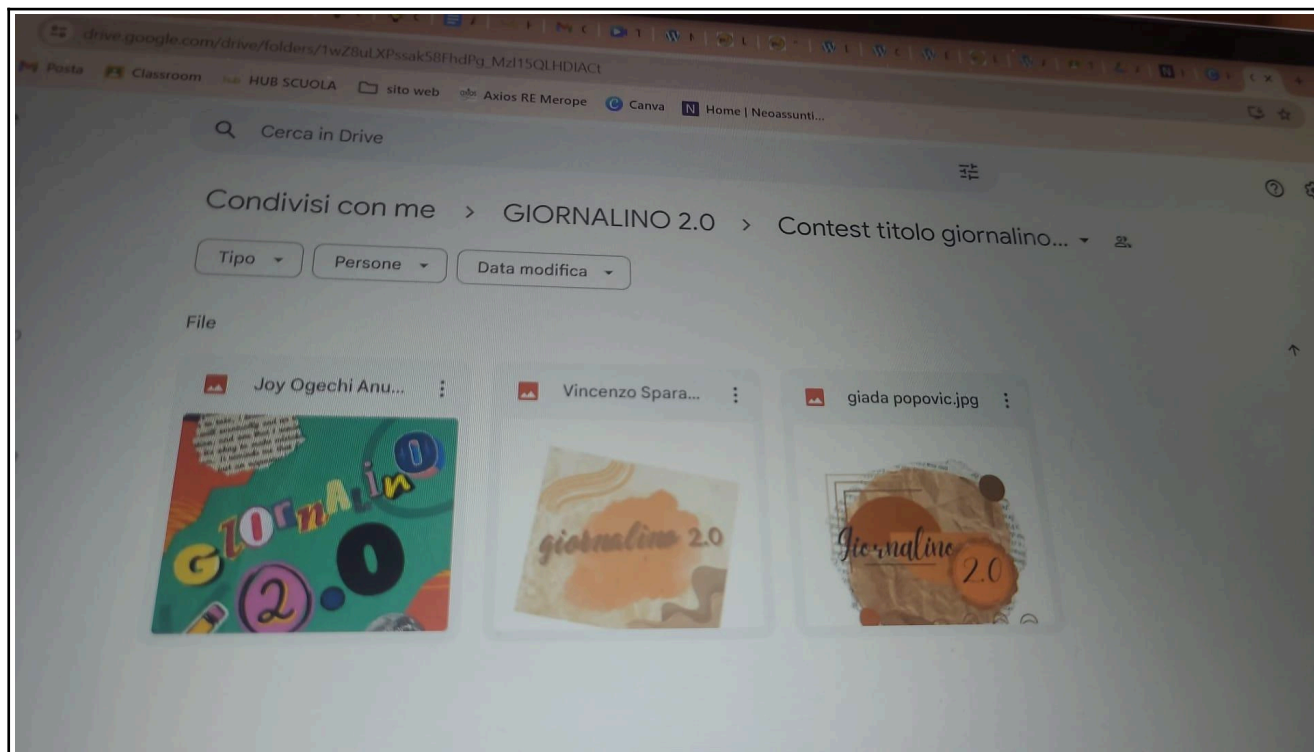 drive.google.com/drive/folders/1wZ8uLXPssak58FhdPg_Mzl15QLHDIACt
Posta Classroom HUB SCUOLA sito web Axios RE Merope Canva Home | Neoassunti...
Cerca in Drive
Condivisi con me > GIORNALINO 2.0 > Contest titolo giornalino...
Tipo Persone Data modifica
File
Joy Ogechi Anu... Vincenzo Spara... giada popovic.jpg
GIORNALINO
2.0
giornalino 2.0
Giornalino
2.0